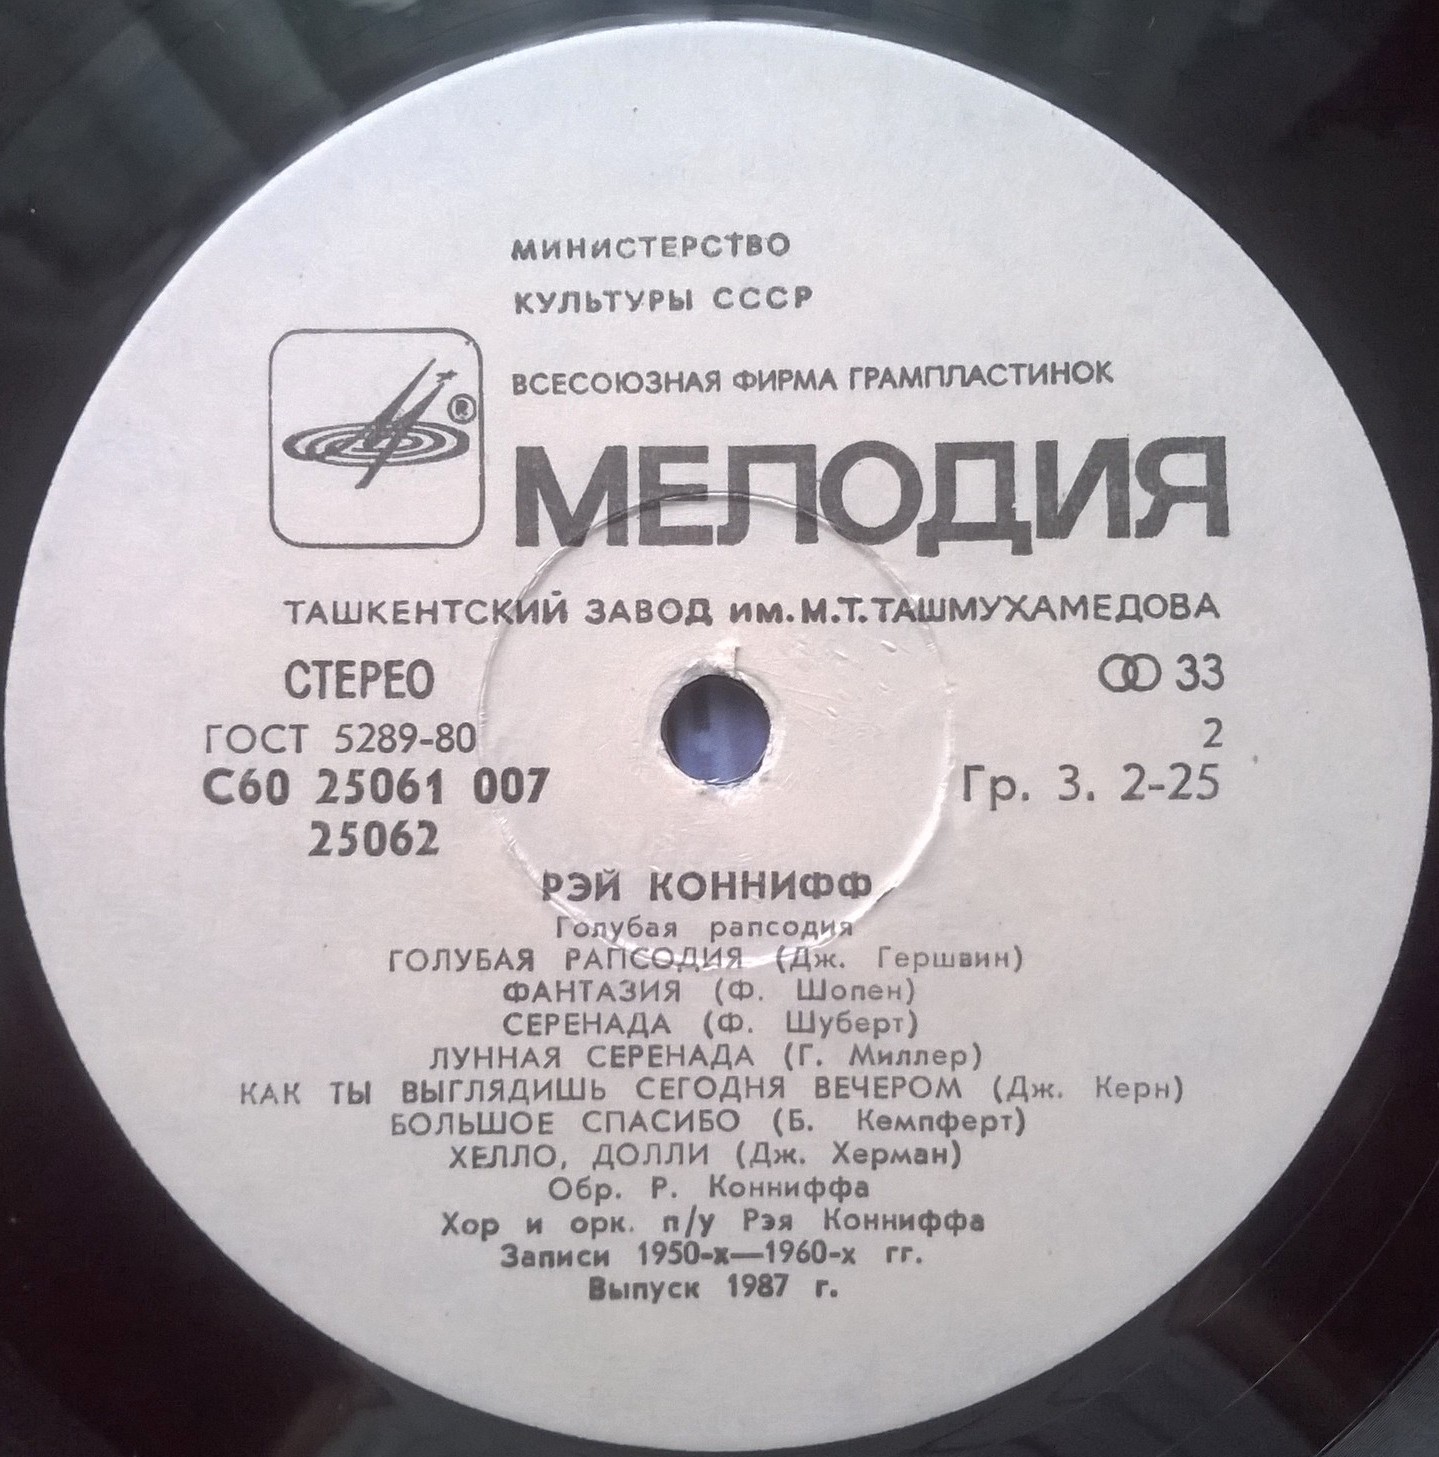 МИНИСТЕРСТВО
КУЛЬТУРЫ СССР
ВСЕСОЮЗНАЯ ФИРМА ГРАМПЛАСТИНОК
®
МЕЛОДИЯ
ТАШКЕНТСКИЙ ЗАВОД им. М.Т.ТАШМУХАМЕДОВА
СТЕРЕО 33
ГОСТ 5289-80 2
С60 25061 007 Гр. 3. 2-25
25062
РЭЙ КОННИФФ
Голубая рапсодия
ГОЛУБАЯ РАПСОДИЯ (Дж. Гершвин)
ФАНТАЗИЯ (Ф. Шопен)
СЕРЕНАДА (Ф. Шуберт)
ЛУННАЯ СЕРЕНАДА (Г. Миллер)
КАК ТЫ ВЫГЛЯДИШЬ СЕГОДНЯ ВЕЧЕРОМ (Дж. Керн)
БОЛЬШОЕ СПАСИБО (Б. Кемпферт)
ХЕЛЛО, ДОЛЛИ (Дж. Херман)
Обр. Р. Конниффа
Хор и орк. п/у Рэя Конниффа
Записи 1950-х—1960-х гг.
Выпуск 1987 г.